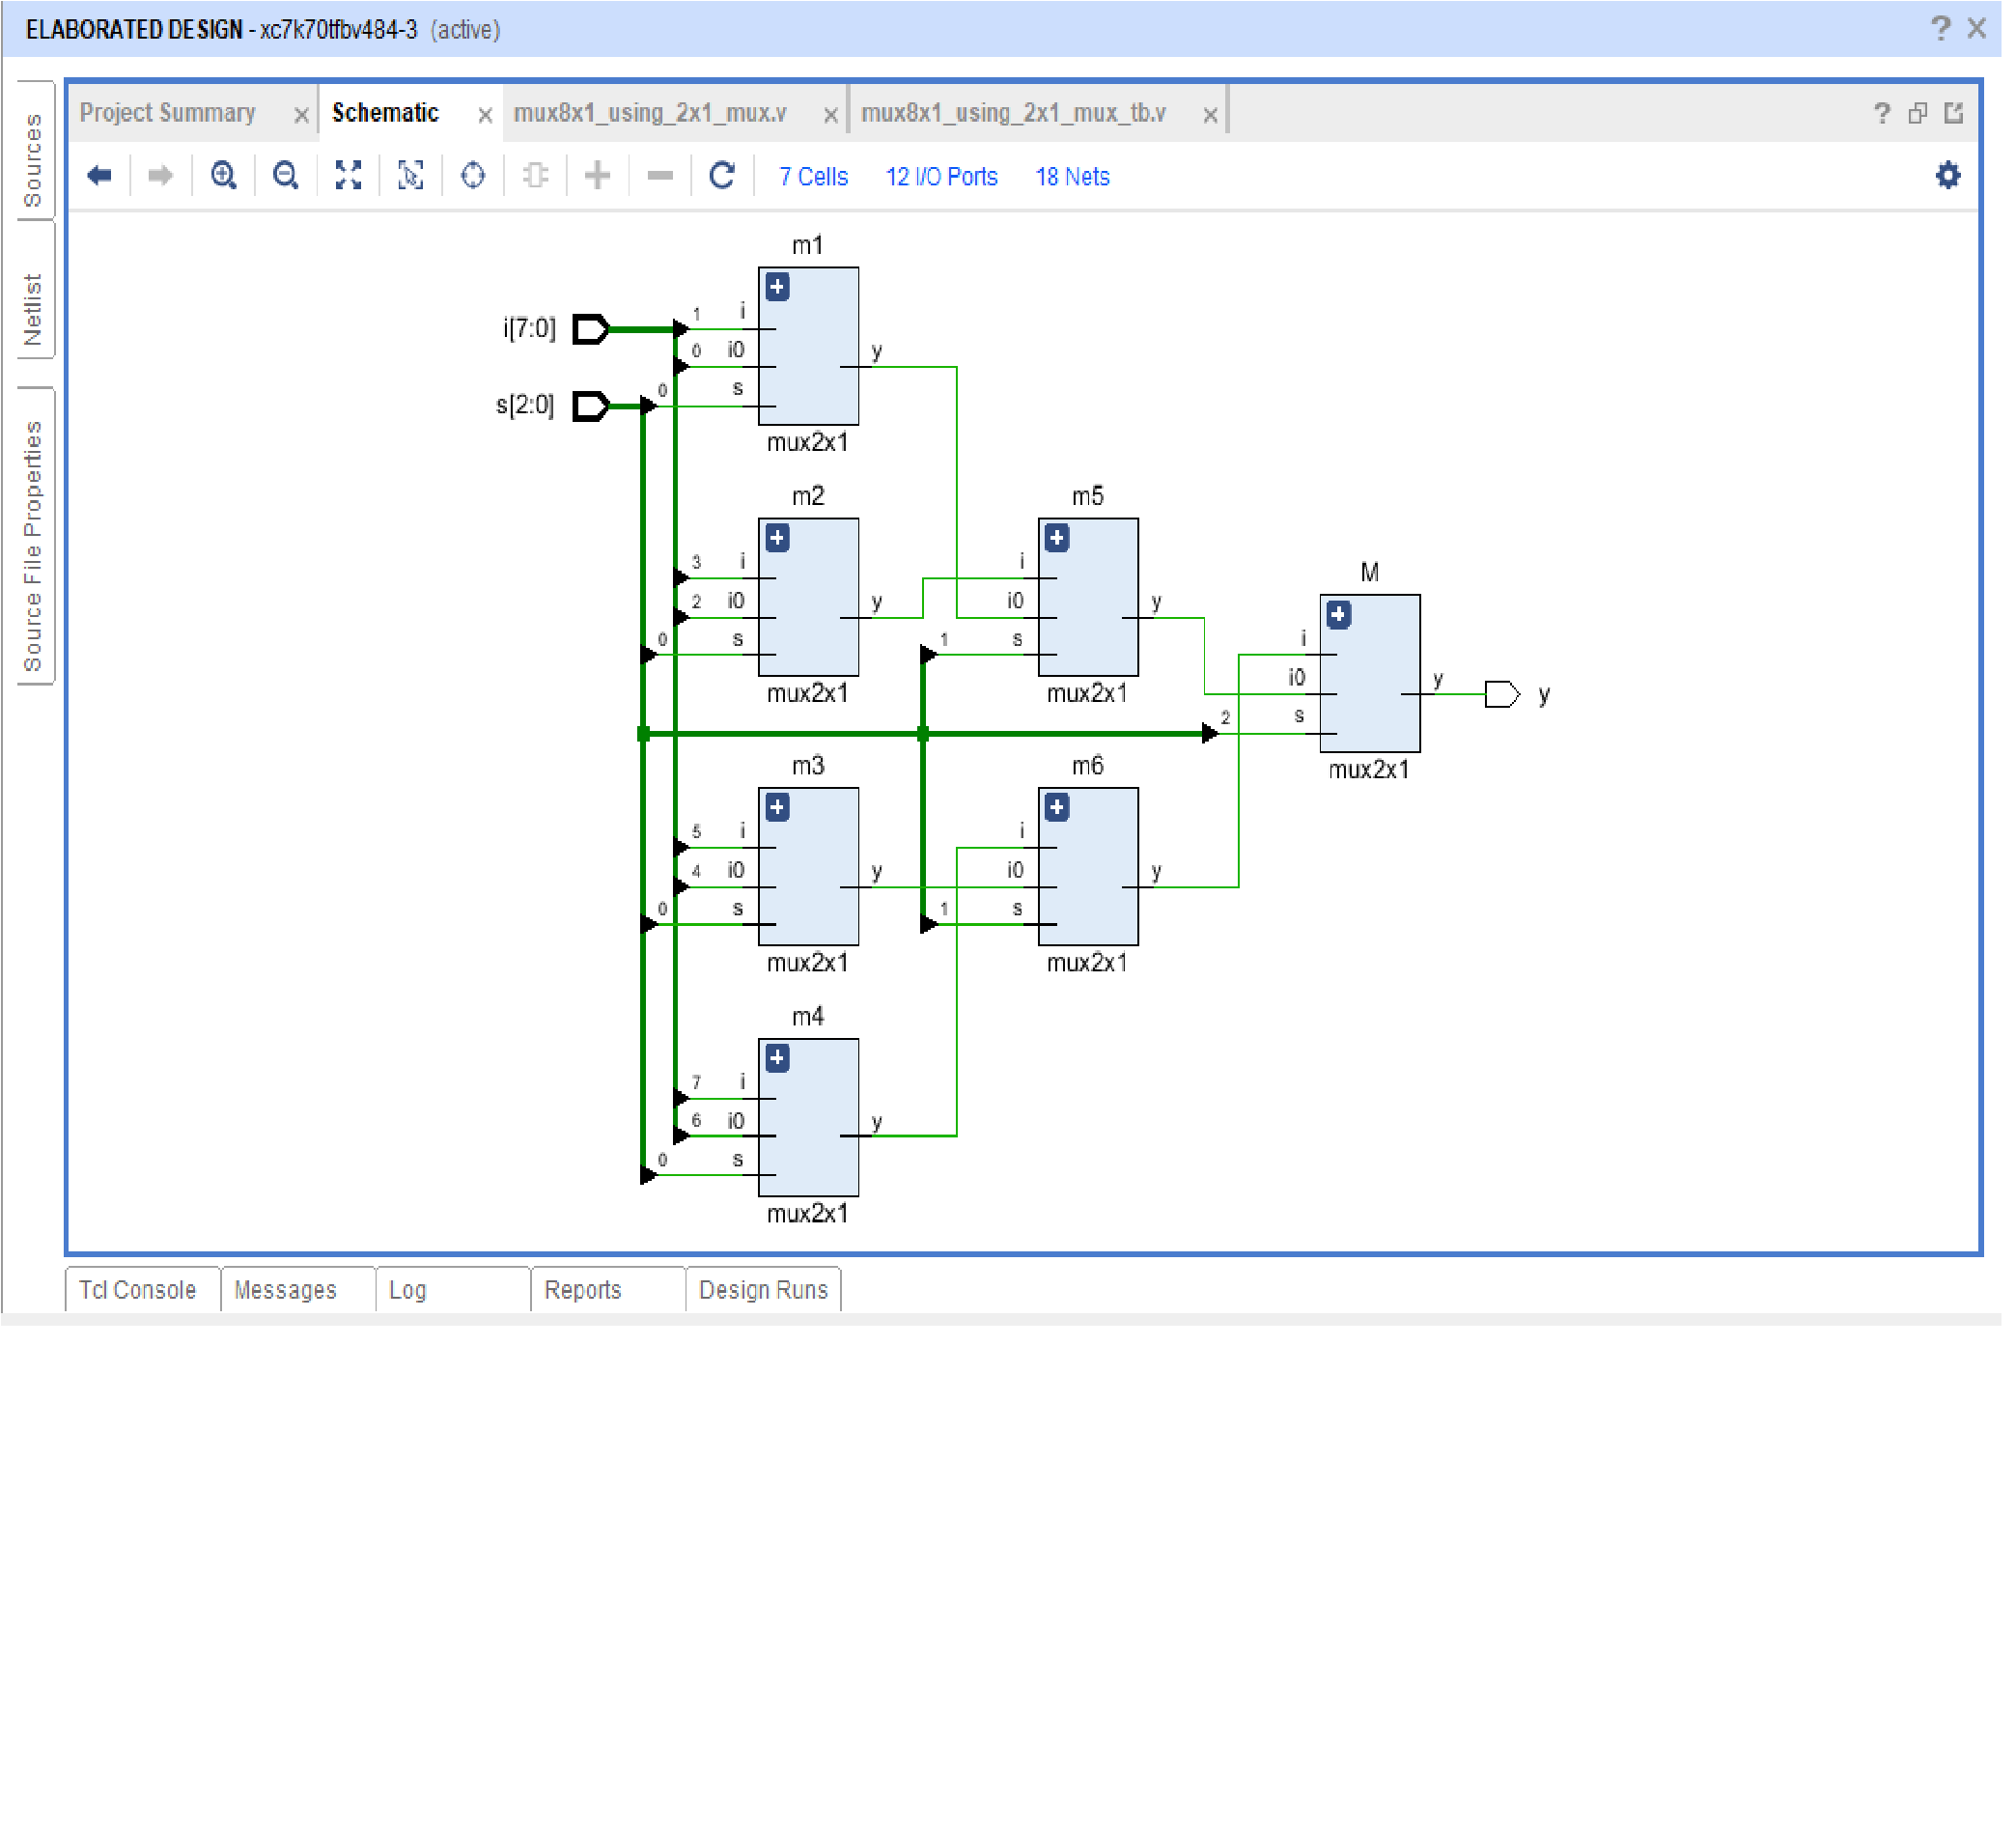 ELABORATED DESIGN - xc7k70tfbv484-3 (active)
Sources
Netlist
Source File Properties
Project Summary
Schematic
mux8x1_using_2x1_mux.v
mux8x1_using_2x1_mux_tb.v
7 Cells
12 I/O Ports
18 Nets
m1
i[7:0]
1 i
0 i0
s[2:0]
0 s
y
mux2x1
m2
3 i
2 i0
0 s
y
mux2x1
m5
i
i0
1 s
y
mux2x1
M
i
i0
2 s
y
y
mux2x1
m3
5 i
4 i0
0 s
y
mux2x1
m6
i
i0
1 s
y
mux2x1
m4
7 i
6 i0
0 s
y
mux2x1
Tcl Console
Messages
Log
Reports
Design Runs